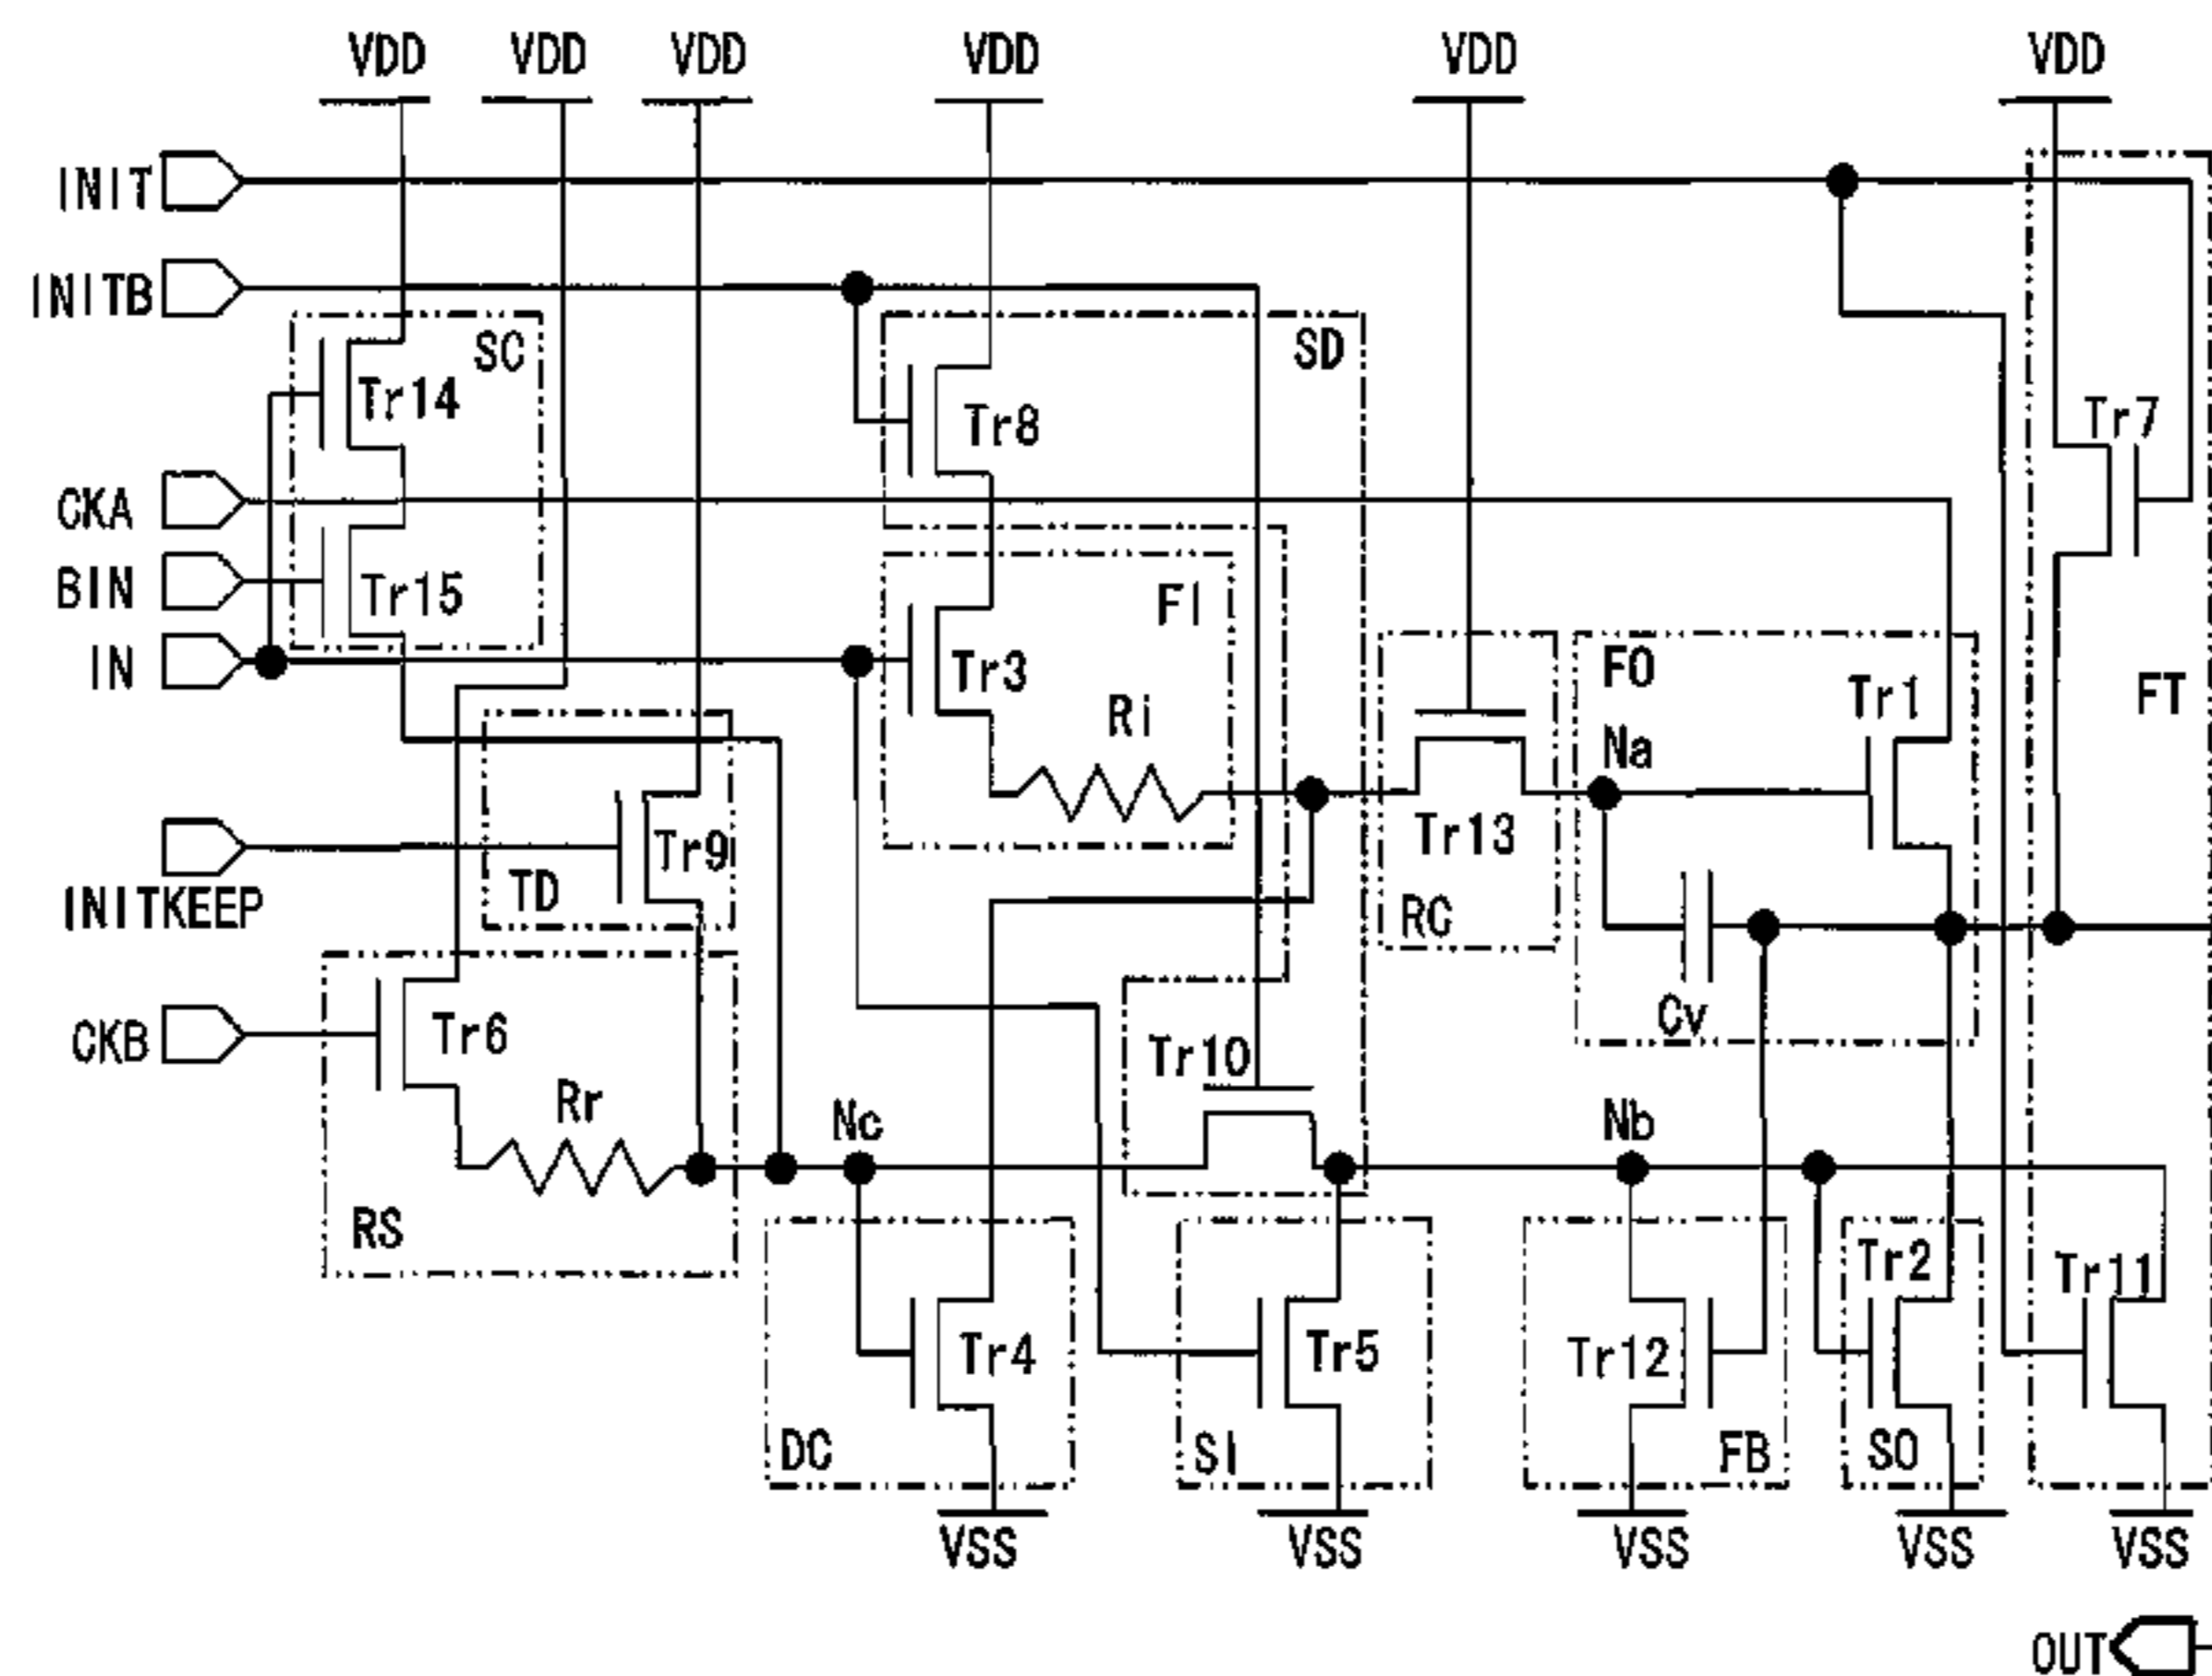 VDD VDD VDD VDD VDD VDD
INIT
INITB
SC
SD
Tr14
Tr8
Tr7
CKA
BIN
Tr15
FI
IN
Tr3
Ri
FO
Tr1
FT
Na
Tr13
Tr9
TD
INITKEEP
RC
Cv
CKB
Tr6
Tr10
Rr
Nc
Nb
RS
Tr2
Tr11
Tr4
Tr5
Tr12
DC
SI
FB
SO
VSS VSS VSS VSS VSS
OUT